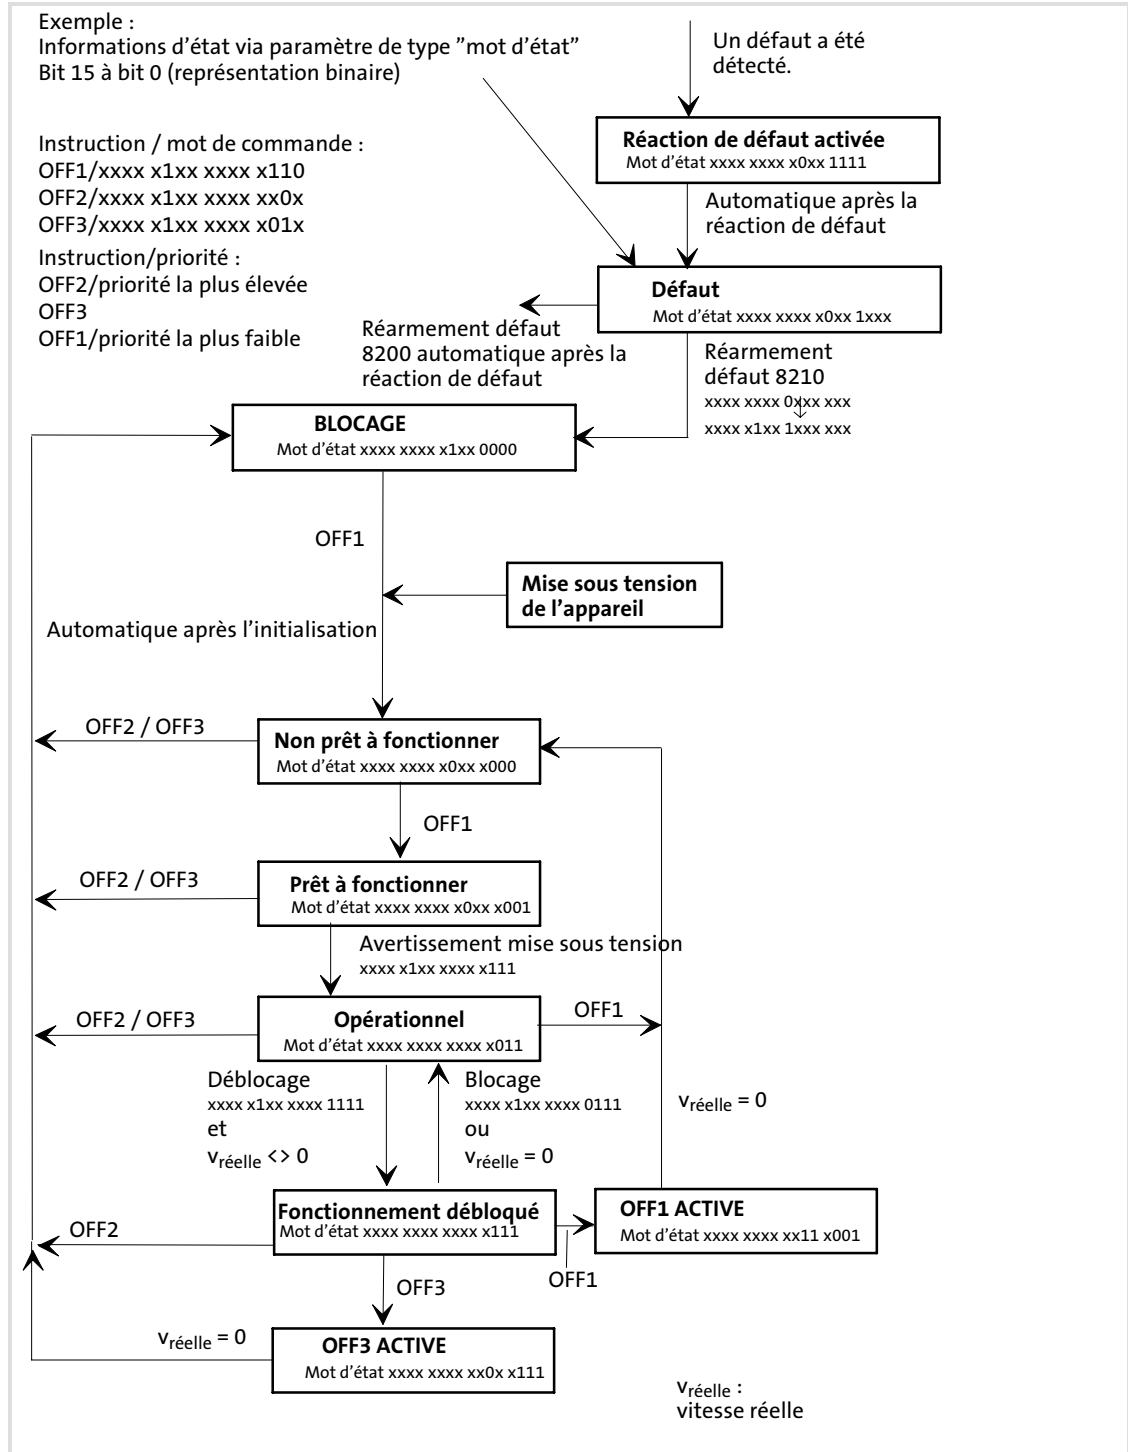 Exemple :
Informations d'état via paramètre de type "mot d'état"
Bit 15 à bit 0 (représentation binaire)
Un défaut a été
détecté.
Réaction de défaut activée
Mot d'état xxxx xxxx x0xx 1111
Instruction / mot de commande :
OFF1/xxxx x1xx xxxx x110
OFF2/xxxx x1xx xxxx xx0x
OFF3/xxxx x1xx xxxx x01x
Automatique après la
réaction de défaut
Instruction/priorité :
OFF2/priorité la plus élevée
OFF3
OFF1/priorité la plus faible
Défaut
Mot d'état xxxx xxxx x0xx 1xxx
Réarmement défaut
8200 automatique après la
réaction de défaut
Réarmement
défaut 8210
xxxx xxxx 0xxx xxx
xxxx x1xx 1xxx xxx
BLOCAGE
Mot d'état xxxx xxxx x1xx 0000
OFF1
Mise sous tension
de l'appareil
Automatique après l'initialisation
OFF2 / OFF3
Non prêt à fonctionner
Mot d'état xxxx xxxx x0xx x000
OFF1
OFF2 / OFF3
Prêt à fonctionner
Mot d'état xxxx xxxx x0xx x001
Avertissement mise sous tension
xxxx x1xx xxxx x111
OFF2 / OFF3
Opérationnel
Mot d'état xxxx xxxx xxxx x011
OFF1
Déblocage
xxxx x1xx xxxx 1111
et
vréelle <> 0
Blocage
xxxx x1xx xxxx 0111
ou
vréelle = 0
vréelle = 0
Fonctionnement débloqué
Mot d'état xxxx xxxx xxxx x111
OFF1 ACTIVE
Mot d'état xxxx xxxx xx11 x001
OFF2
OFF1
OFF3
vréelle = 0
OFF3 ACTIVE
Mot d'état xxxx xxxx xx0x x111
vréelle :
vitesse réelle